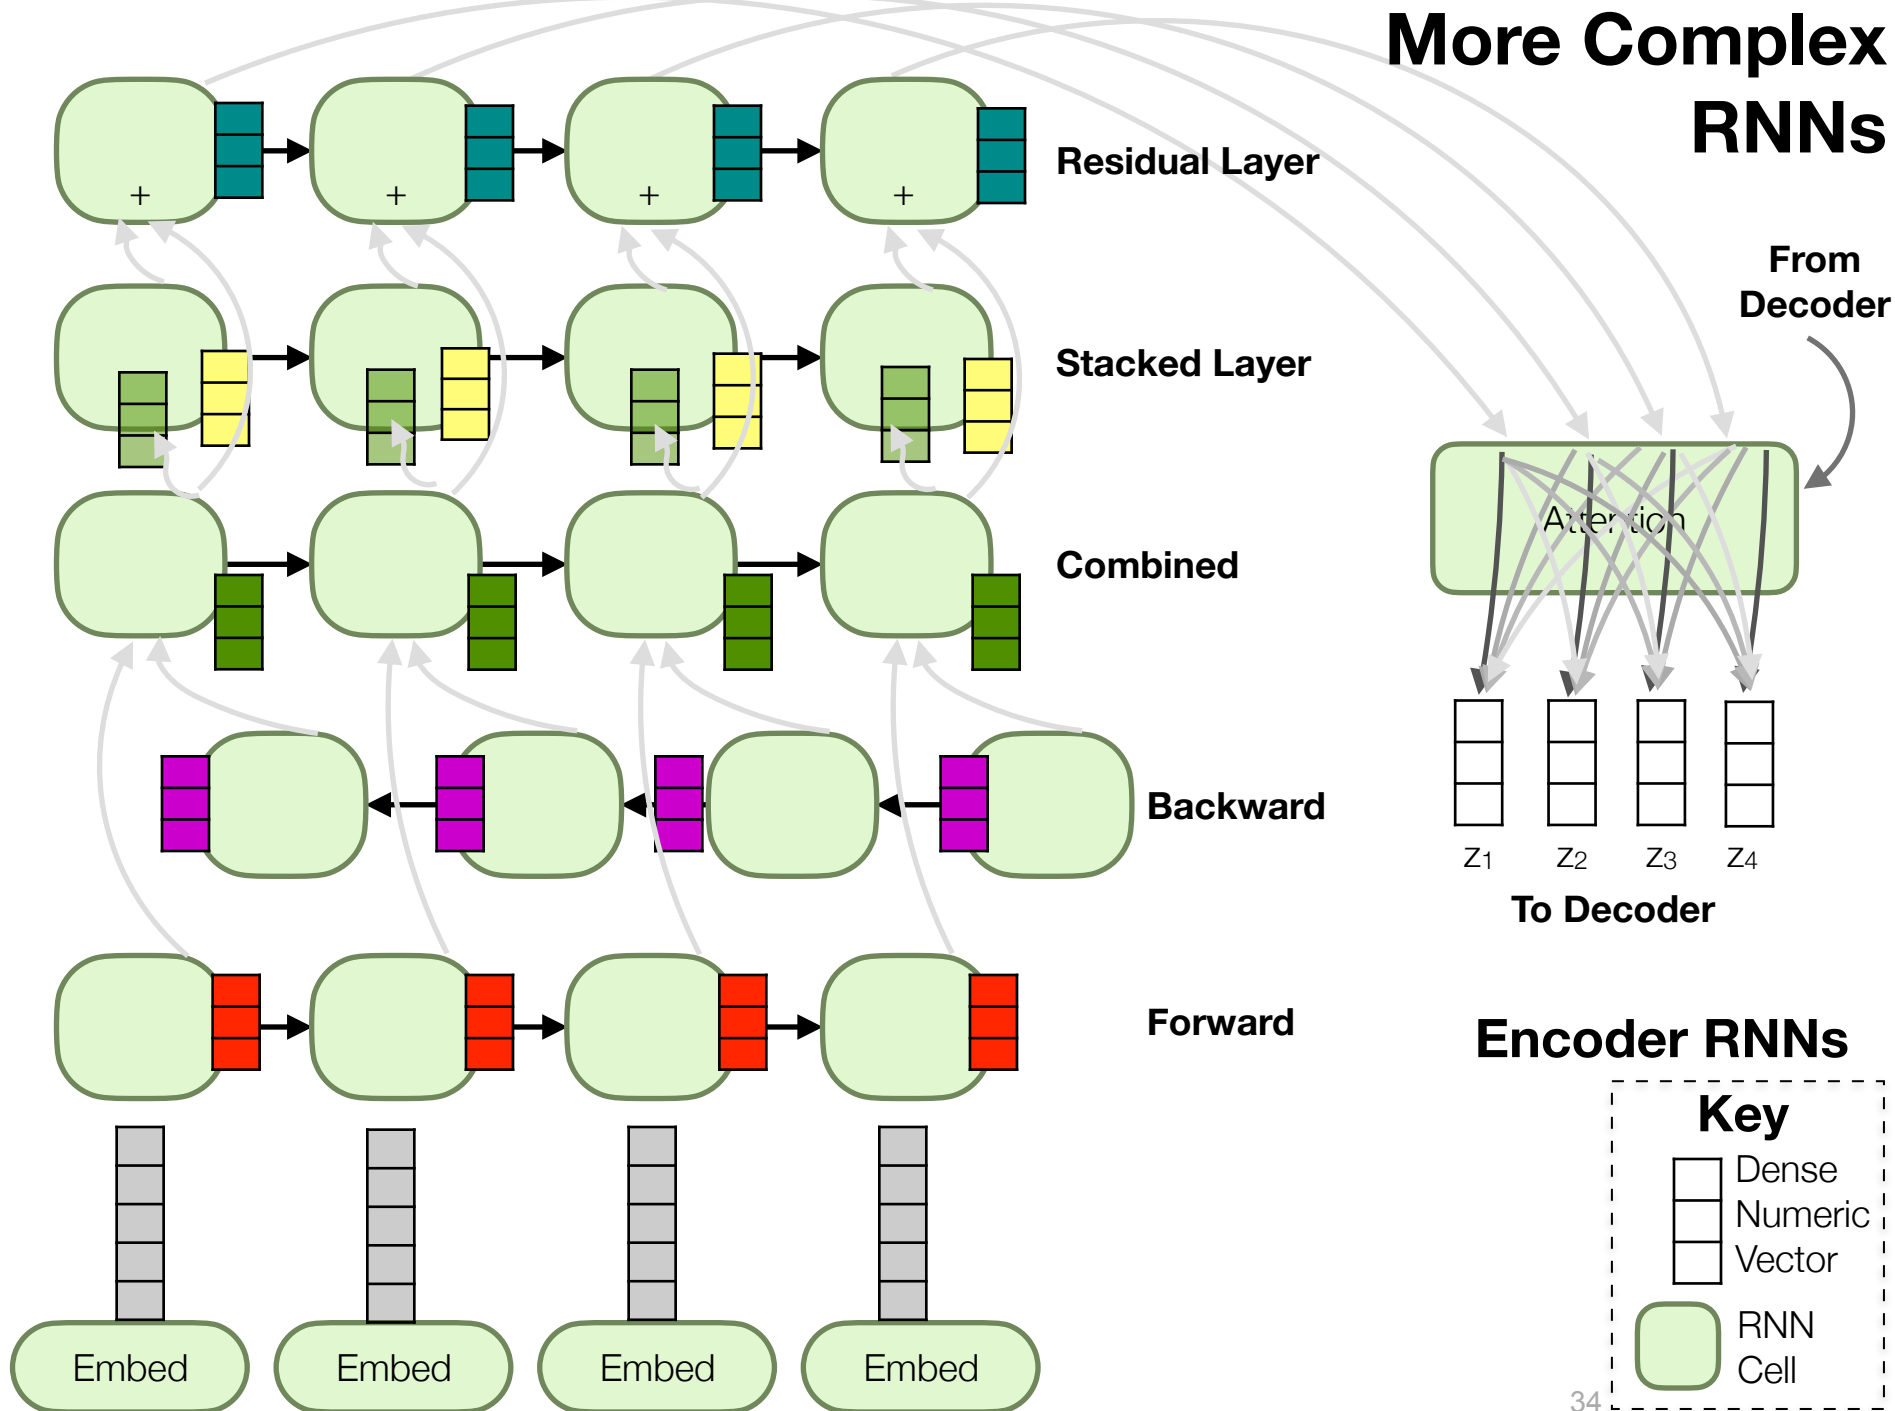 More Complex
RNNs
Residual Layer
+ + + +
From
Decoder
Stacked Layer
Attention
Combined
Backward
z1 z2 z3 z4
To Decoder
Forward
Encoder RNNs
Key
Dense
Numeric
Vector
RNN
Cell
Embed Embed Embed Embed
34